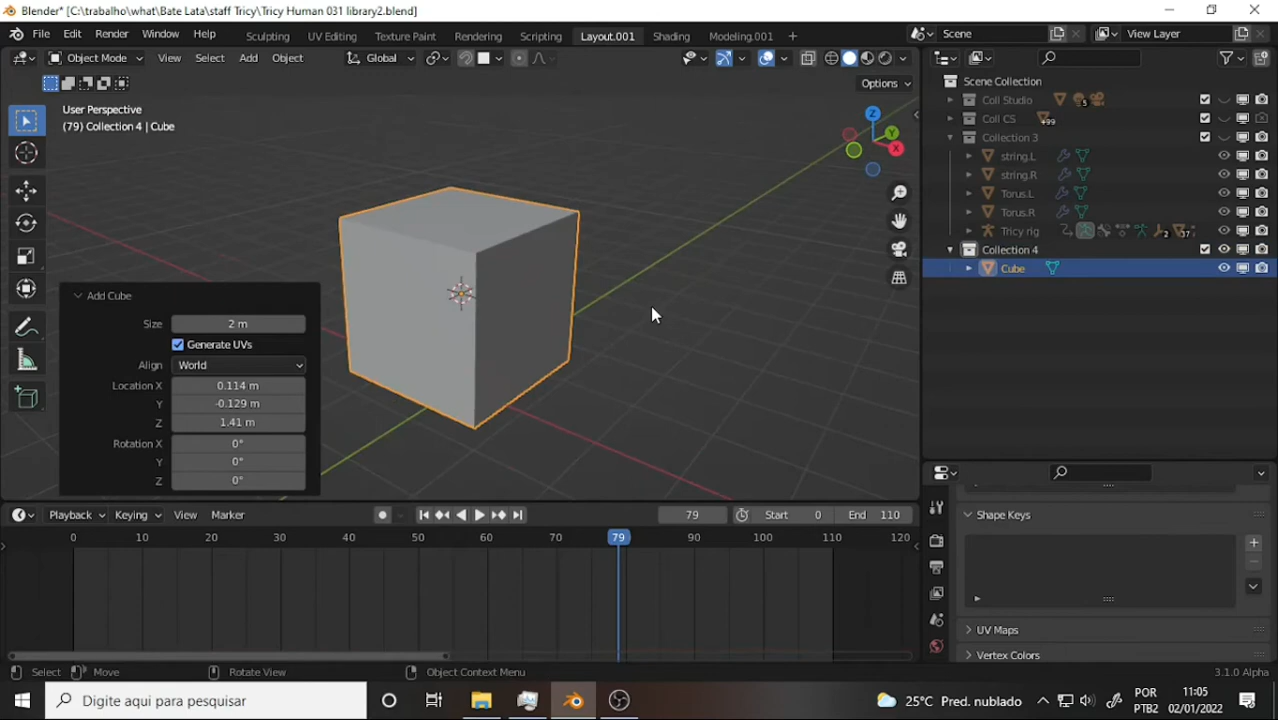 Blender* [C:\trabalho\what\Bate Lata\staff Tricy\Tricy Human 031 library2.blend]
File Edit Render Window Help Sculpting UV Editing Texture Paint Rendering Scripting Layout.001 Shading Modeling.001 Scene View Layer
Object Mode View Select Add Object Global
Options
User Perspective
(79) Collection 4 | Cube
Z
Y
X
Scene Collection
Coll Studio 5
Coll CS +99
Collection 3
string.L
string.R
Torus.L
Torus.R
Tricy rig 2 17
Collection 4
Cube
Add Cube
Size 2 m
Generate UVs
Align World
Location X 0.114 m
Y -0.129 m
Z 1.41 m
Rotation X 0°
Y 0°
Z 0°
Playback Keying View Marker 79 Start 0 End 110
0 10 20 30 40 50 60 70 79 90 100 110 120
Shape Keys
UV Maps
Vertex Colors
Select Move Rotate View Object Context Menu 3.1.0 Alpha
Digite aqui para pesquisar
25°C Pred. nublado
POR
PTB2
11:05
02/01/2022